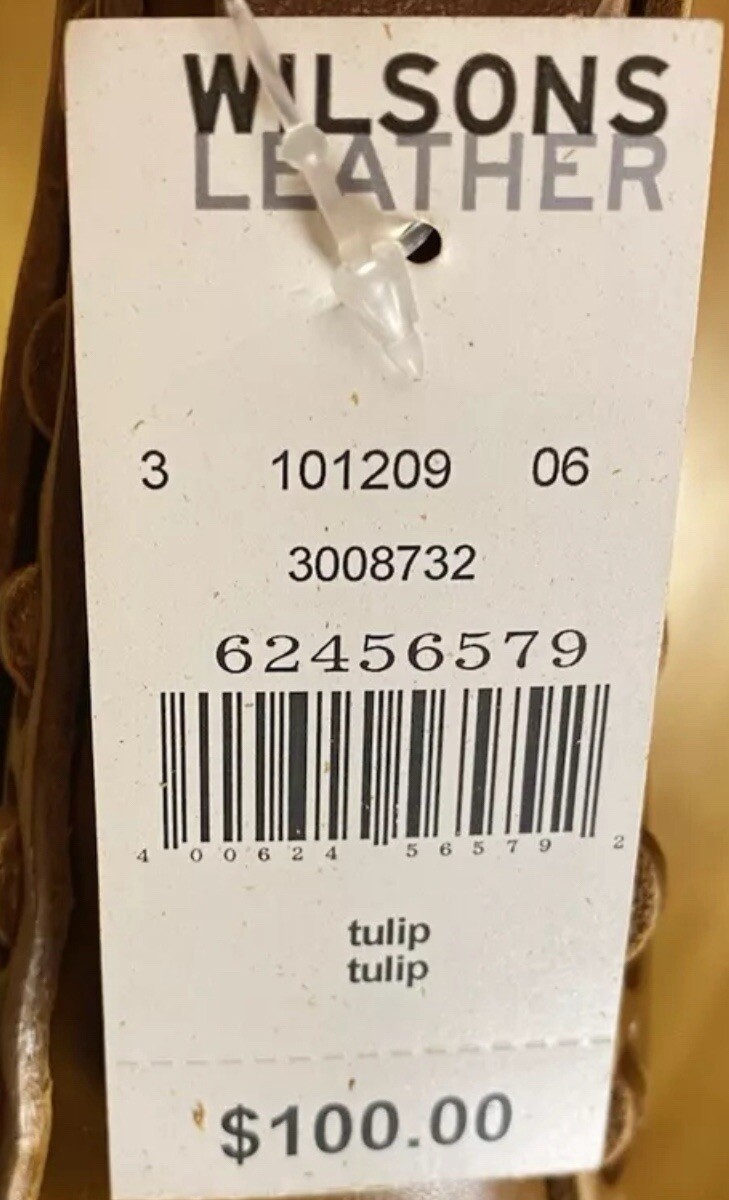 WILSONS
LEATHER
3 101209 06
3008732
62456579
4 00624 56579 2
tulip
tulip
$100.00